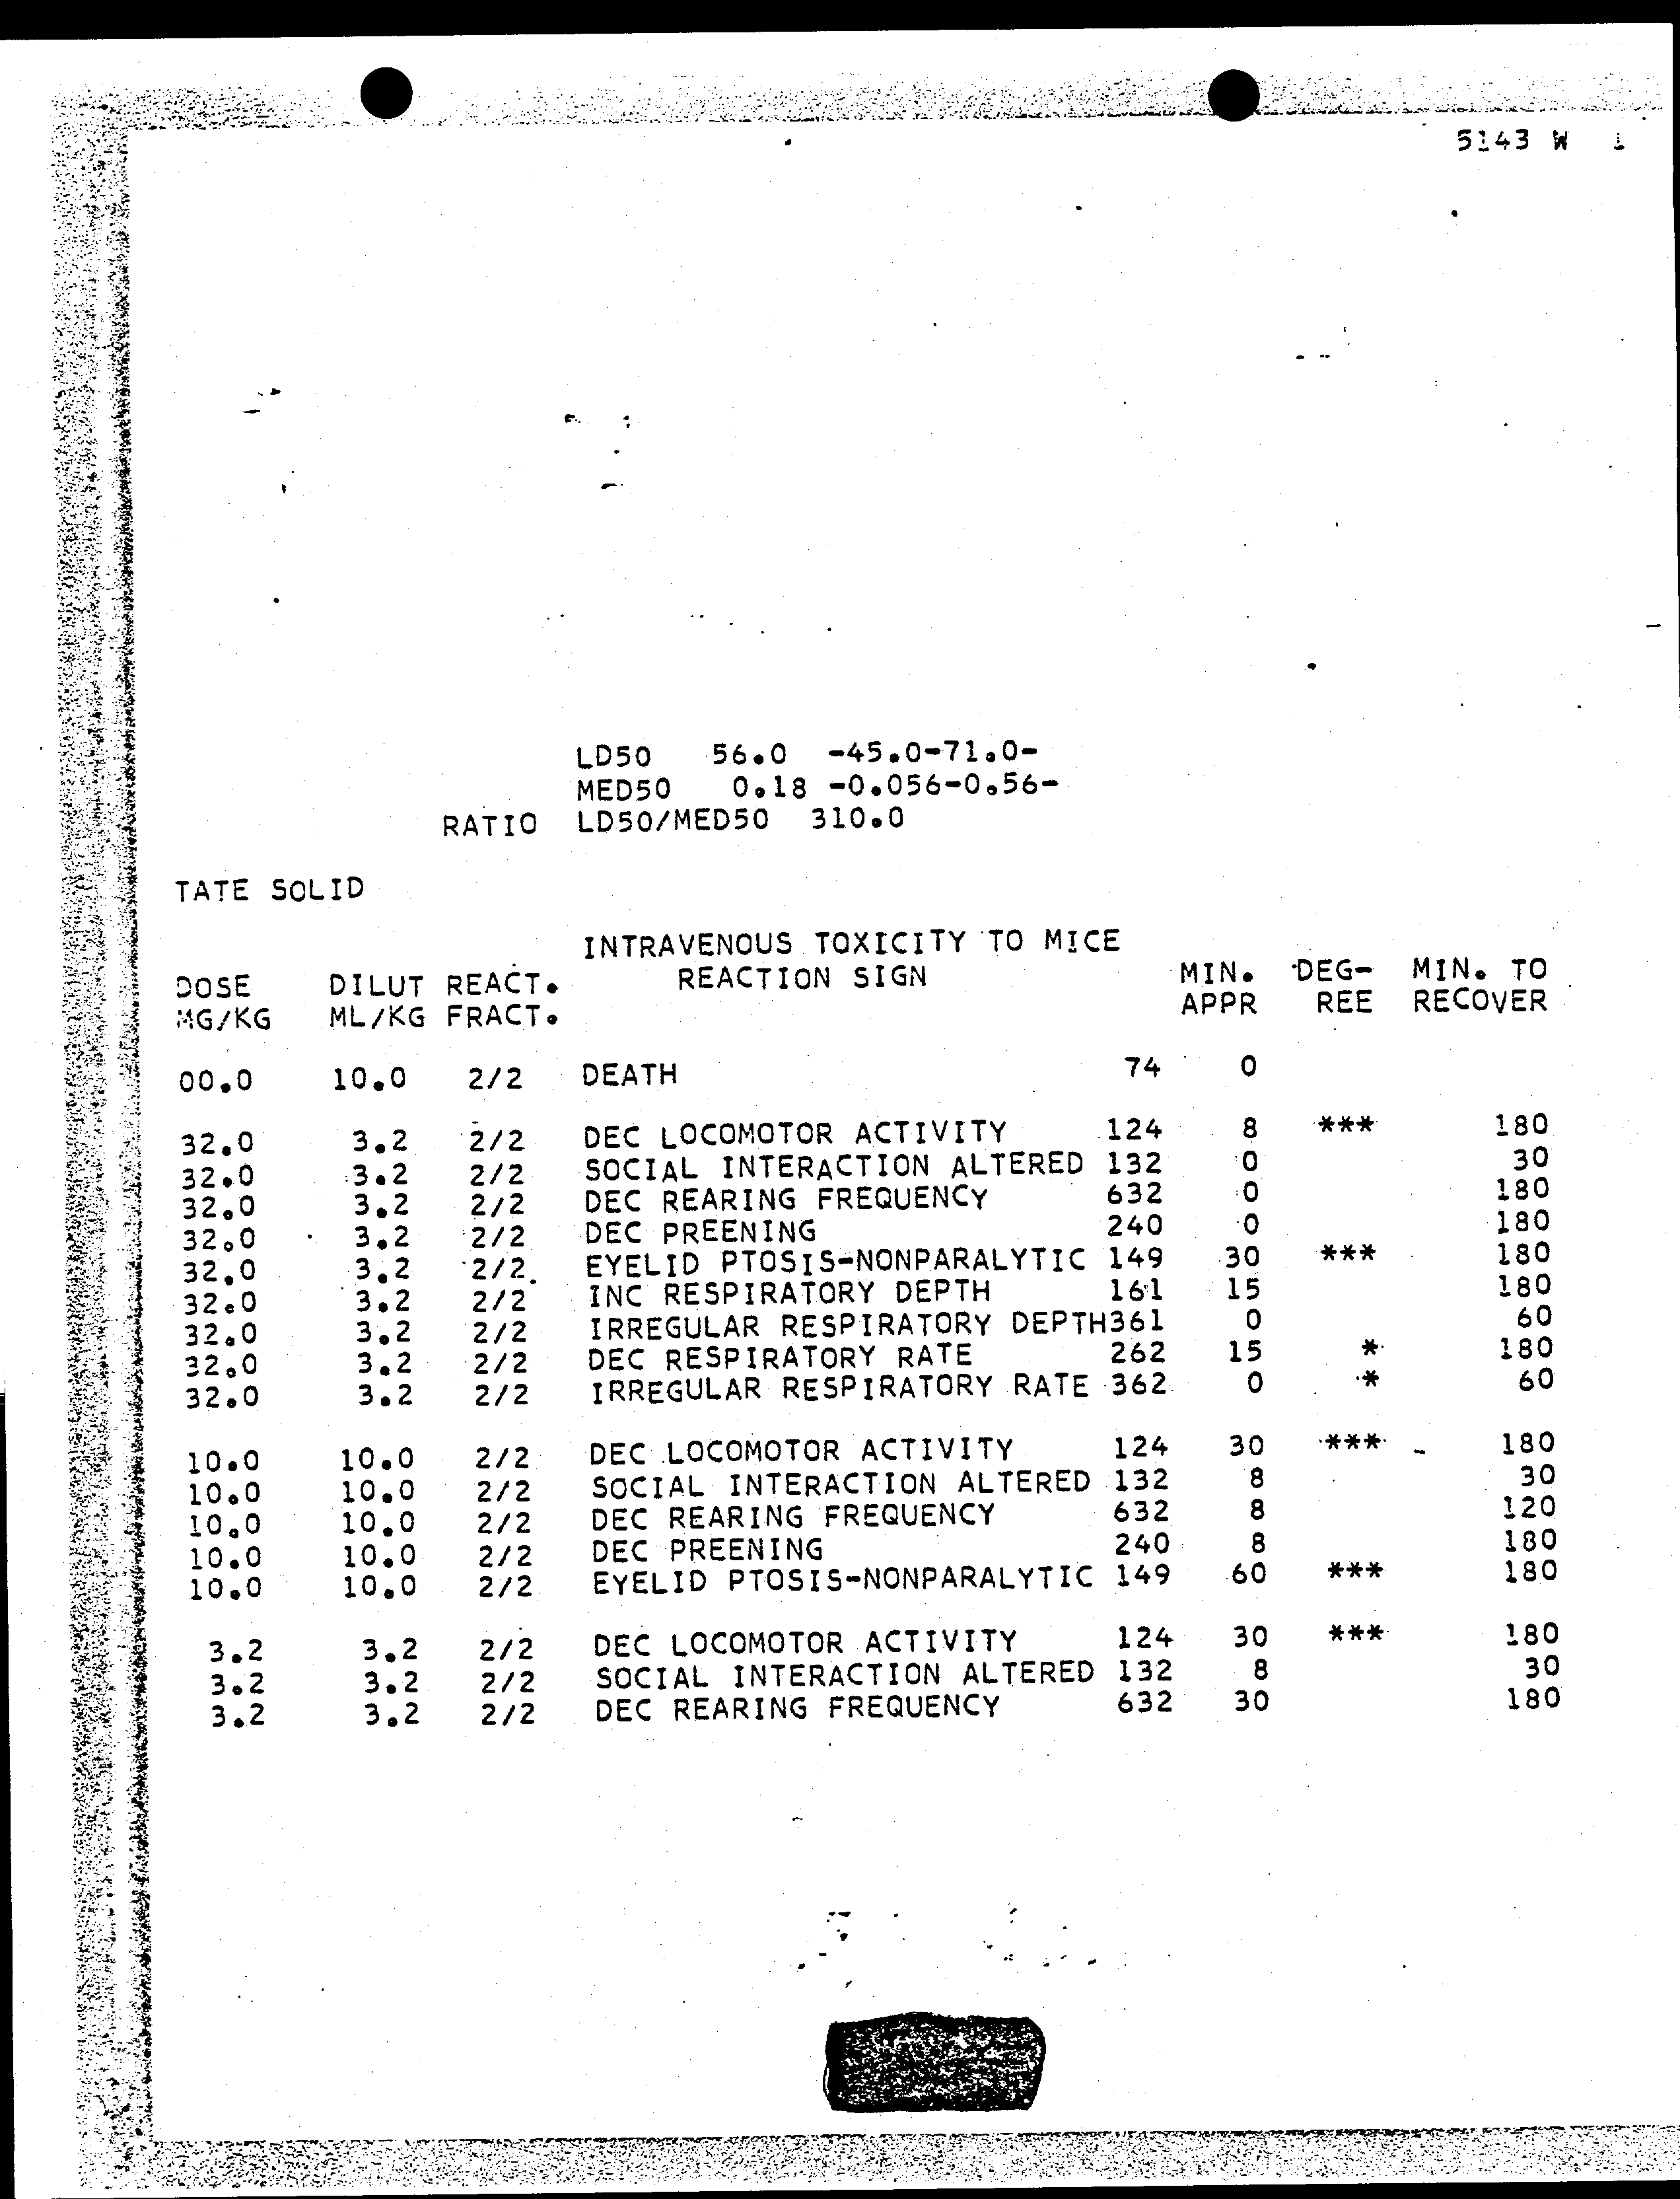 5143 W 1
LD50 56.0 -45.0-71.0-
MED50 0.18 -0.056-0.56-
RATIO LD50/MED50 310.0
TATE SOLID
INTRAVENOUS TOXICITY TO MICE
DOSE DILUT REACT. REACTION SIGN MIN. DEG- MIN. TO
MG/KG ML/KG FRACT. APPR REE RECOVER
00.0 10.0 2/2 DEATH 74 0
32.0 3.2 2/2 DEC LOCOMOTOR ACTIVITY 124 8 *** 180
32.0 3.2 2/2 SOCIAL INTERACTION ALTERED 132 0 30
32.0 3.2 2/2 DEC REARING FREQUENCY 632 0 180
32.0 3.2 2/2 DEC PREENING 240 0 180
32.0 3.2 2/2 EYELID PTOSIS-NONPARALYTIC 149 30 *** 180
32.0 3.2 2/2 INC RESPIRATORY DEPTH 161 15 180
32.0 3.2 2/2 IRREGULAR RESPIRATORY DEPTH361 0 60
32.0 3.2 2/2 DEC RESPIRATORY RATE 262 15 * 180
32.0 3.2 2/2 IRREGULAR RESPIRATORY RATE 362 0 * 60
10.0 10.0 2/2 DEC LOCOMOTOR ACTIVITY 124 30 *** 180
10.0 10.0 2/2 SOCIAL INTERACTION ALTERED 132 8 30
10.0 10.0 2/2 DEC REARING FREQUENCY 632 8 120
10.0 10.0 2/2 DEC PREENING 240 8 180
10.0 10.0 2/2 EYELID PTOSIS-NONPARALYTIC 149 60 *** 180
3.2 3.2 2/2 DEC LOCOMOTOR ACTIVITY 124 30 *** 180
3.2 3.2 2/2 SOCIAL INTERACTION ALTERED 132 8 30
3.2 3.2 2/2 DEC REARING FREQUENCY 632 30 180